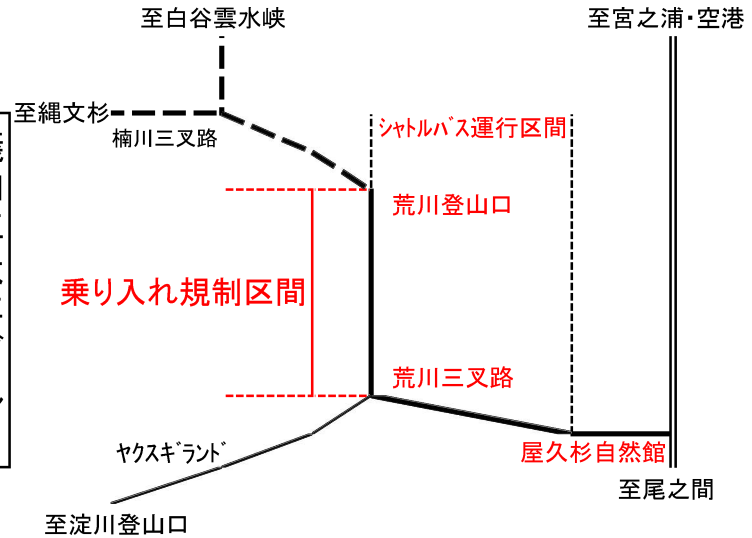 至白谷雲水峡
至宮之浦・空港
至縄文杉
楠川三叉路
シャトルバス運行区間
荒川登山口
乗り入れ規制区間
荒川三叉路
ヤクスギランド
屋久杉自然館
至尾之間
至淀川登山口